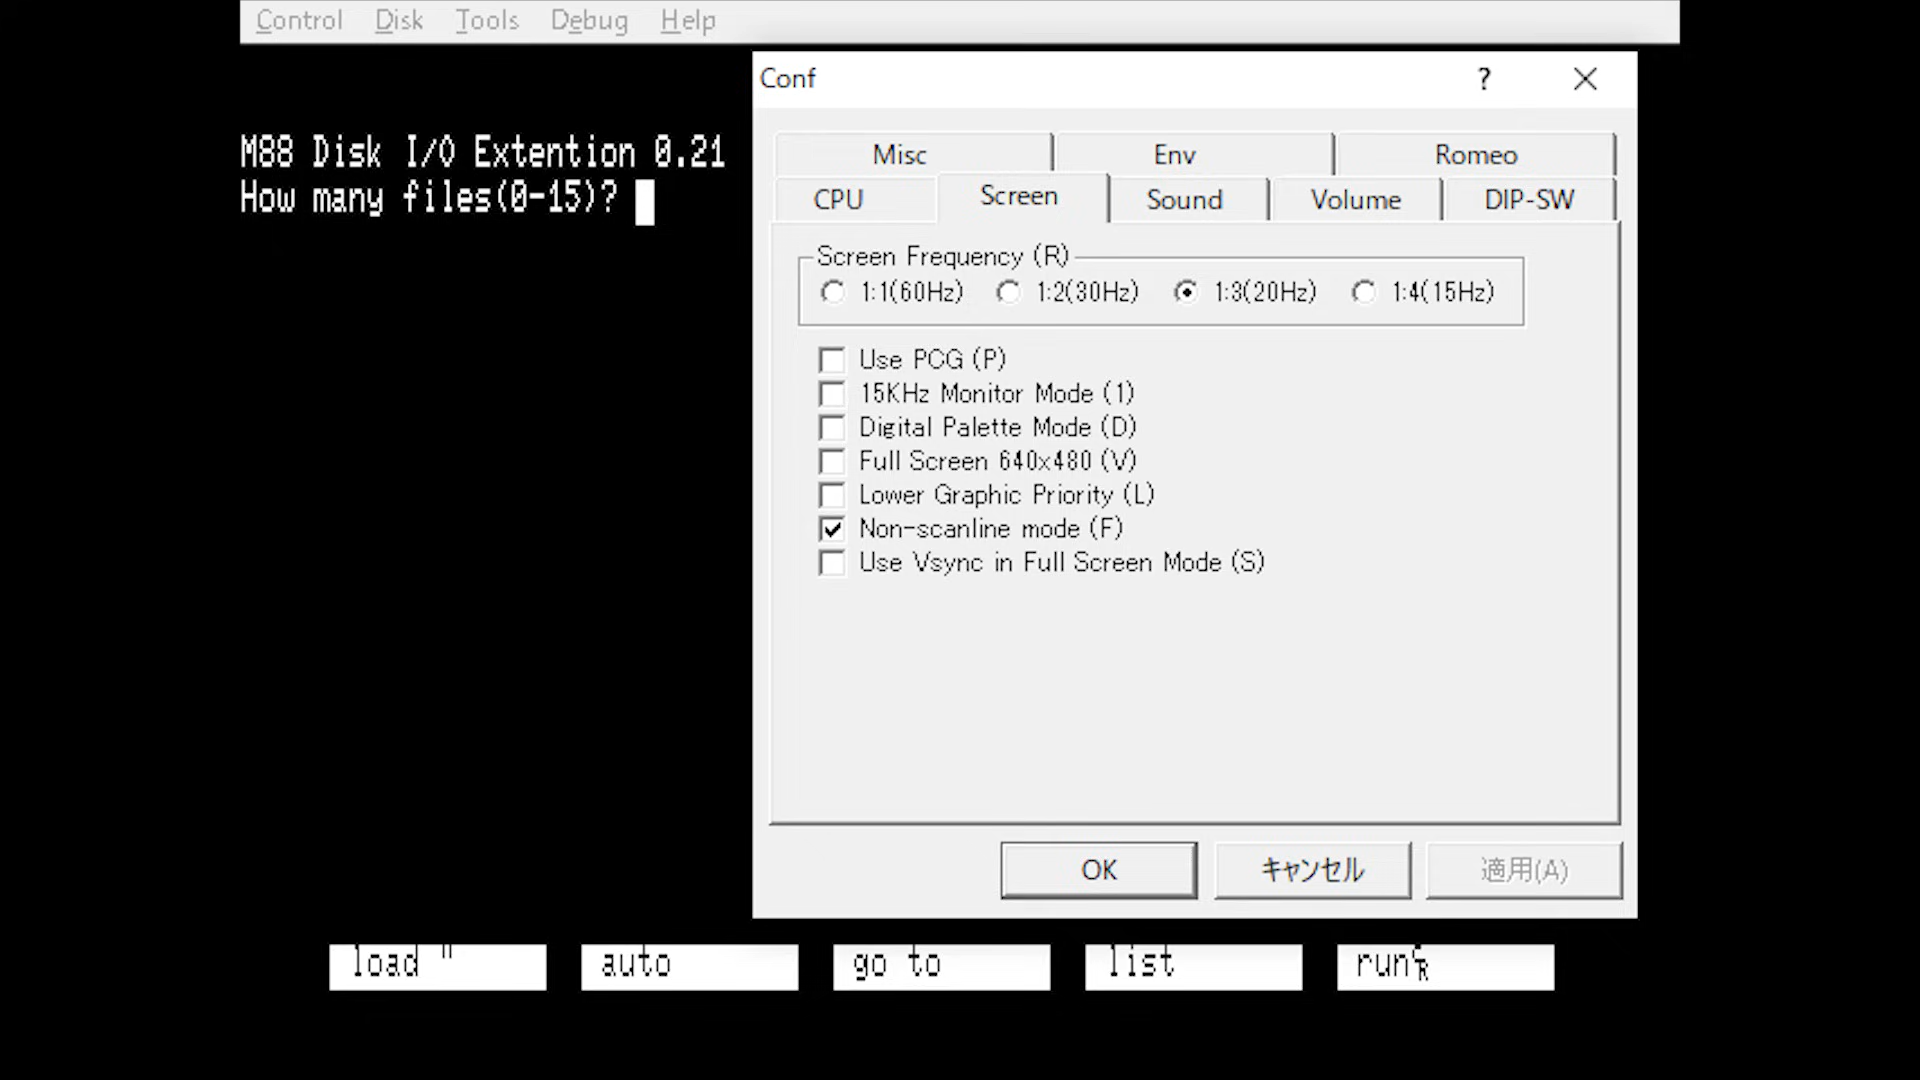 Control Disk Tools Debug Help
M88 Disk I/O Extention 0.21
How many files(0-15)?
Conf ?
Misc Env Romeo
CPU Screen Sound Volume DIP-SW
Screen Frequency (R)
1:1(60Hz) 1:2(30Hz) 1:3(20Hz) 1:4(15Hz)
Use PCG (P)
15KHz Monitor Mode (1)
Digital Palette Mode (D)
Full Screen 640x480 (V)
Lower Graphic Priority (L)
Non-scanline mode (F)
Use Vsync in Full Screen Mode (S)
OK キャンセル 適用(A)
load " auto go to list run